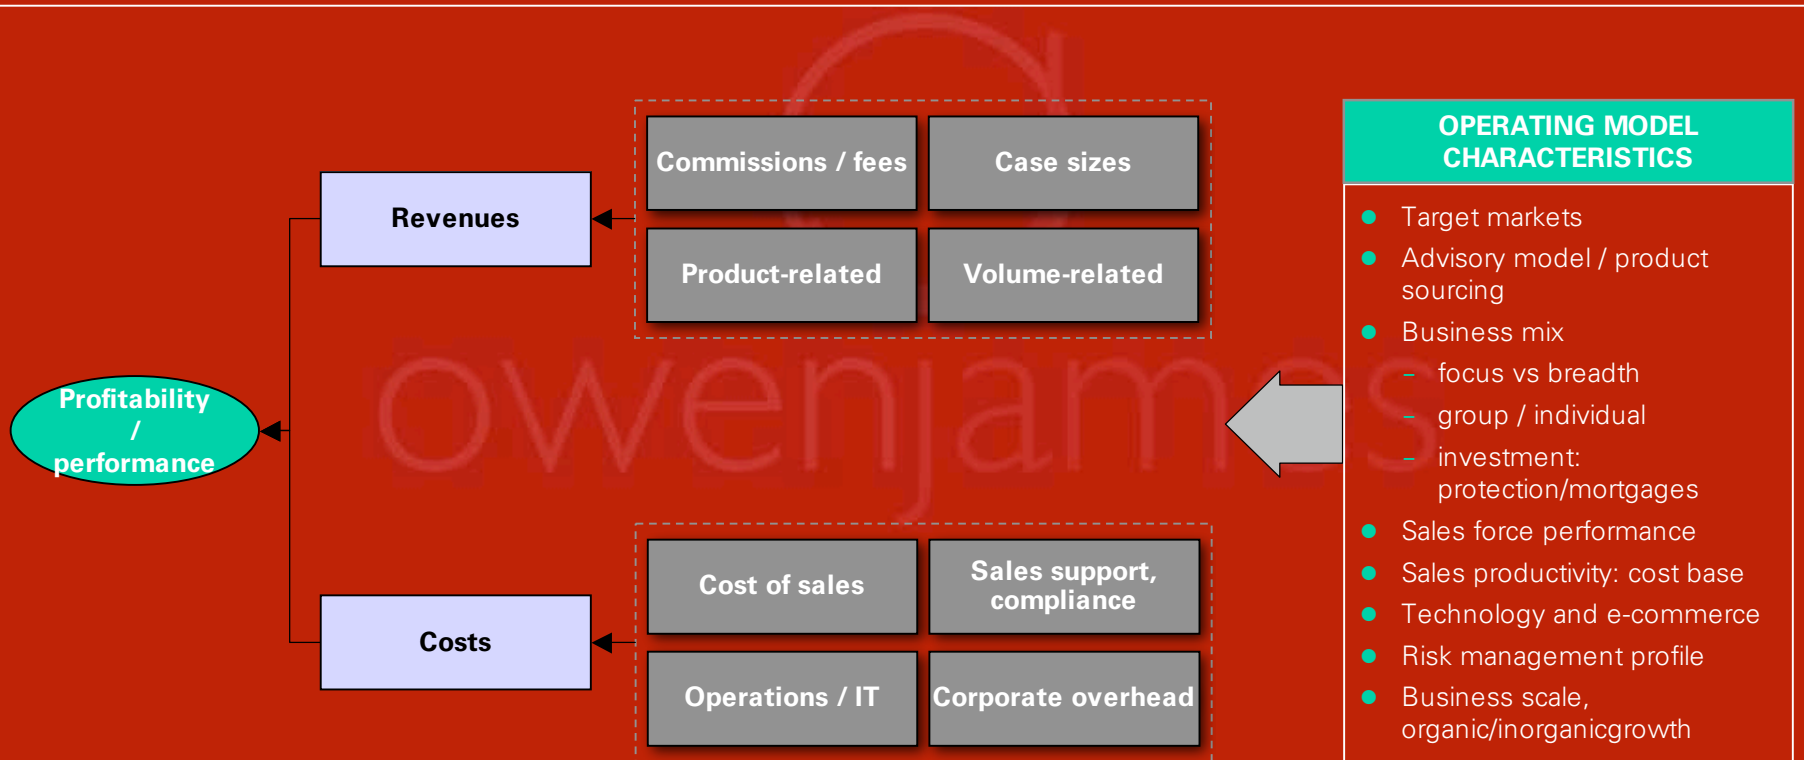 Profitability
/
performance
Revenues
Commissions / fees
Case sizes
Product-related
Volume-related
Costs
Cost of sales
Sales support,
compliance
Operations / IT
Corporate overhead
OPERATING MODEL
CHARACTERISTICS
Target markets
Advisory model / product
sourcing
Business mix
– focus vs breadth
– group / individual
– investment:
protection/mortgages
Sales force performance
Sales productivity: cost base
Technology and e-commerce
Risk management profile
Business scale,
organic/inorganicgrowth
owenjames